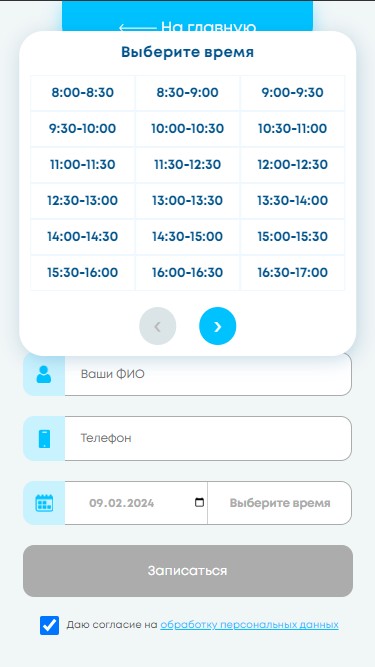 На главную
Выберите время
8:00-8:30 8:30-9:00 9:00-9:30
9:30-10:00 10:00-10:30 10:30-11:00
11:00-11:30 11:30-12:30 12:00-12:30
12:30-13:00 13:00-13:30 13:30-14:00
14:00-14:30 14:30-15:00 15:00-15:30
15:30-16:00 16:00-16:30 16:30-17:00
Ваши ФИО
Телефон
09.02.2024 Выберите время
Записаться
Даю согласие на обработку персональных данных